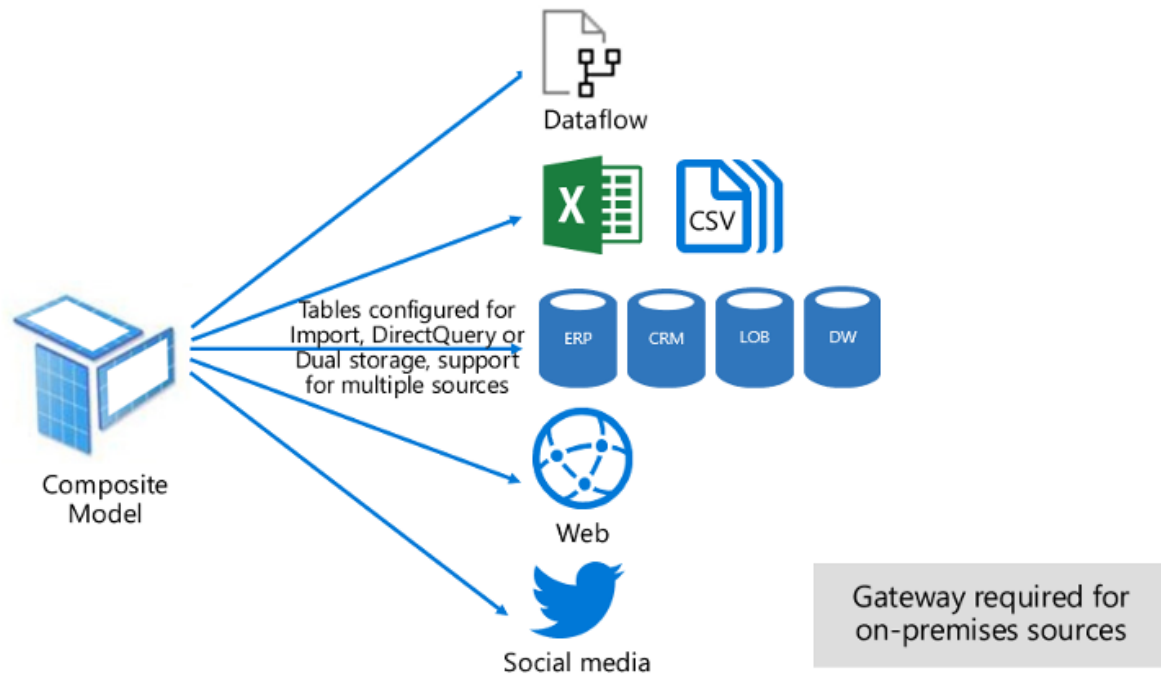 Dataflow
X
CSV
Tables configured for
Import, DirectQuery or
Dual storage, support
for multiple sources
ERP
CRM
LOB
DW
Composite
Model
Web
Social media
Gateway required for
on-premises sources